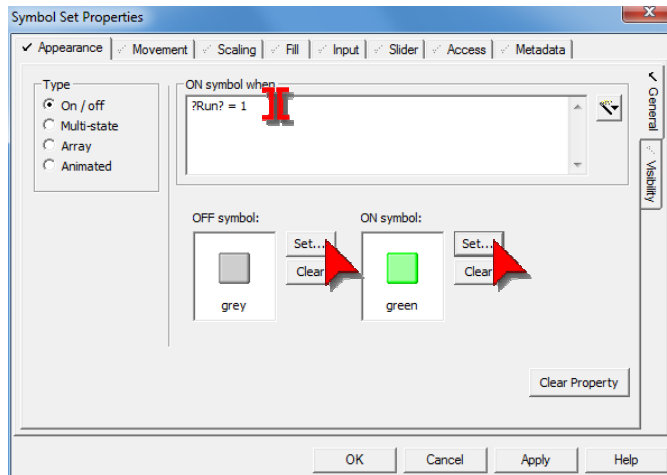 Symbol Set Properties
Appearance Movement Scaling Fill Input Slider Access Metadata
General
Visibility
Type
On / off
Multi-state
Array
Animated
ON symbol when
?Run? = 1
OFF symbol:
ON symbol:
Set...
Clear
Set...
Clear
grey
green
Clear Property
OK Cancel Apply Help